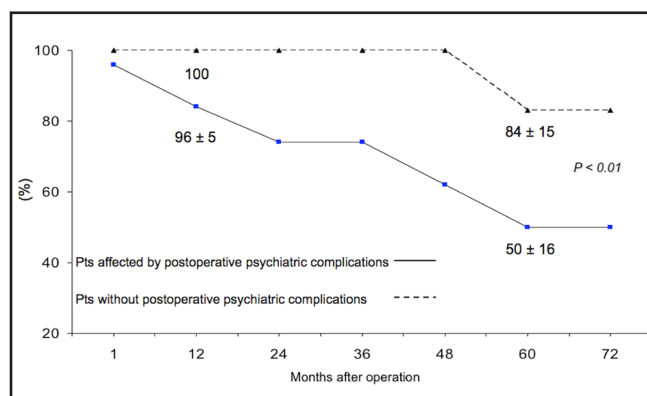 100
80
60
40
20
(%)
100
96 ± 5
84 ± 15
P < 0.01
50 ± 16
Pts affected by postoperative psychiatric complications
Pts without postoperative psychiatric complications
1 12 24 36 48 60 72
Months after operation